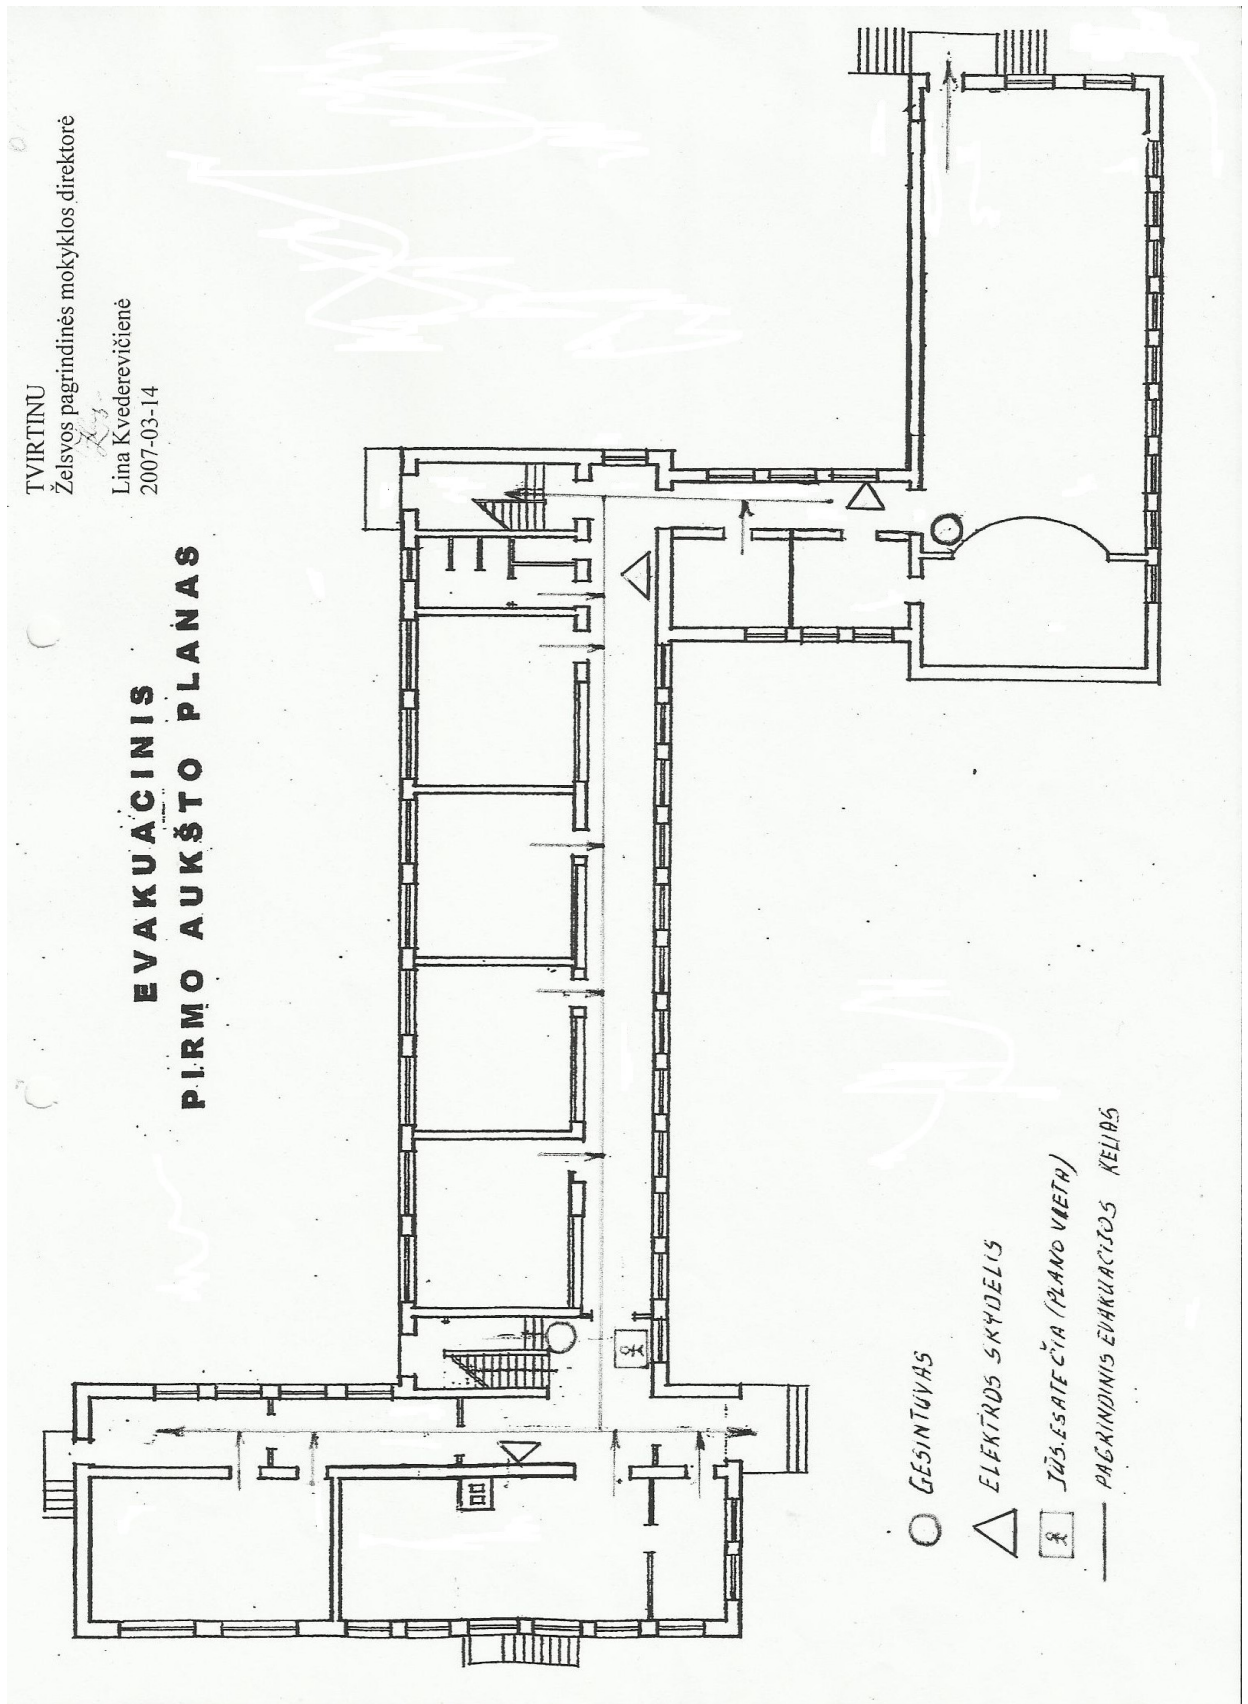 TVIRTINU
Želsvos pagrindinės mokyklos direktorė
Lina Kvederevičienė
2007-03-14
EVAKUACINIS
PIRMO AUKŠTO PLANAS
GESINTUVAS
ELEKTROS SKYDELIS
JŪS ESATE ČIA (PLANO VIETA)
PAGRINDINIS EVAKUACIJOS KELIAS